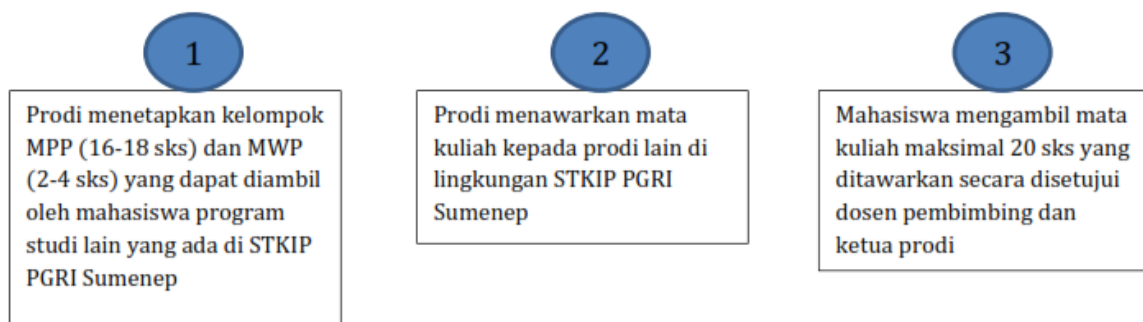 1
Prodi menetapkan kelompok
MPP (16-18 sks) dan MWP
(2-4 sks) yang dapat diambil
oleh mahasiswa program
studi lain yang ada di STKIP
PGRI Sumenep
2
Prodi menawarkan mata
kuliah kepada prodi lain di
lingkungan STKIP PGRI
Sumenep
3
Mahasiswa mengambil mata
kuliah maksimal 20 sks yang
ditawarkan secara disetujui
dosen pembimbing dan
ketua prodi